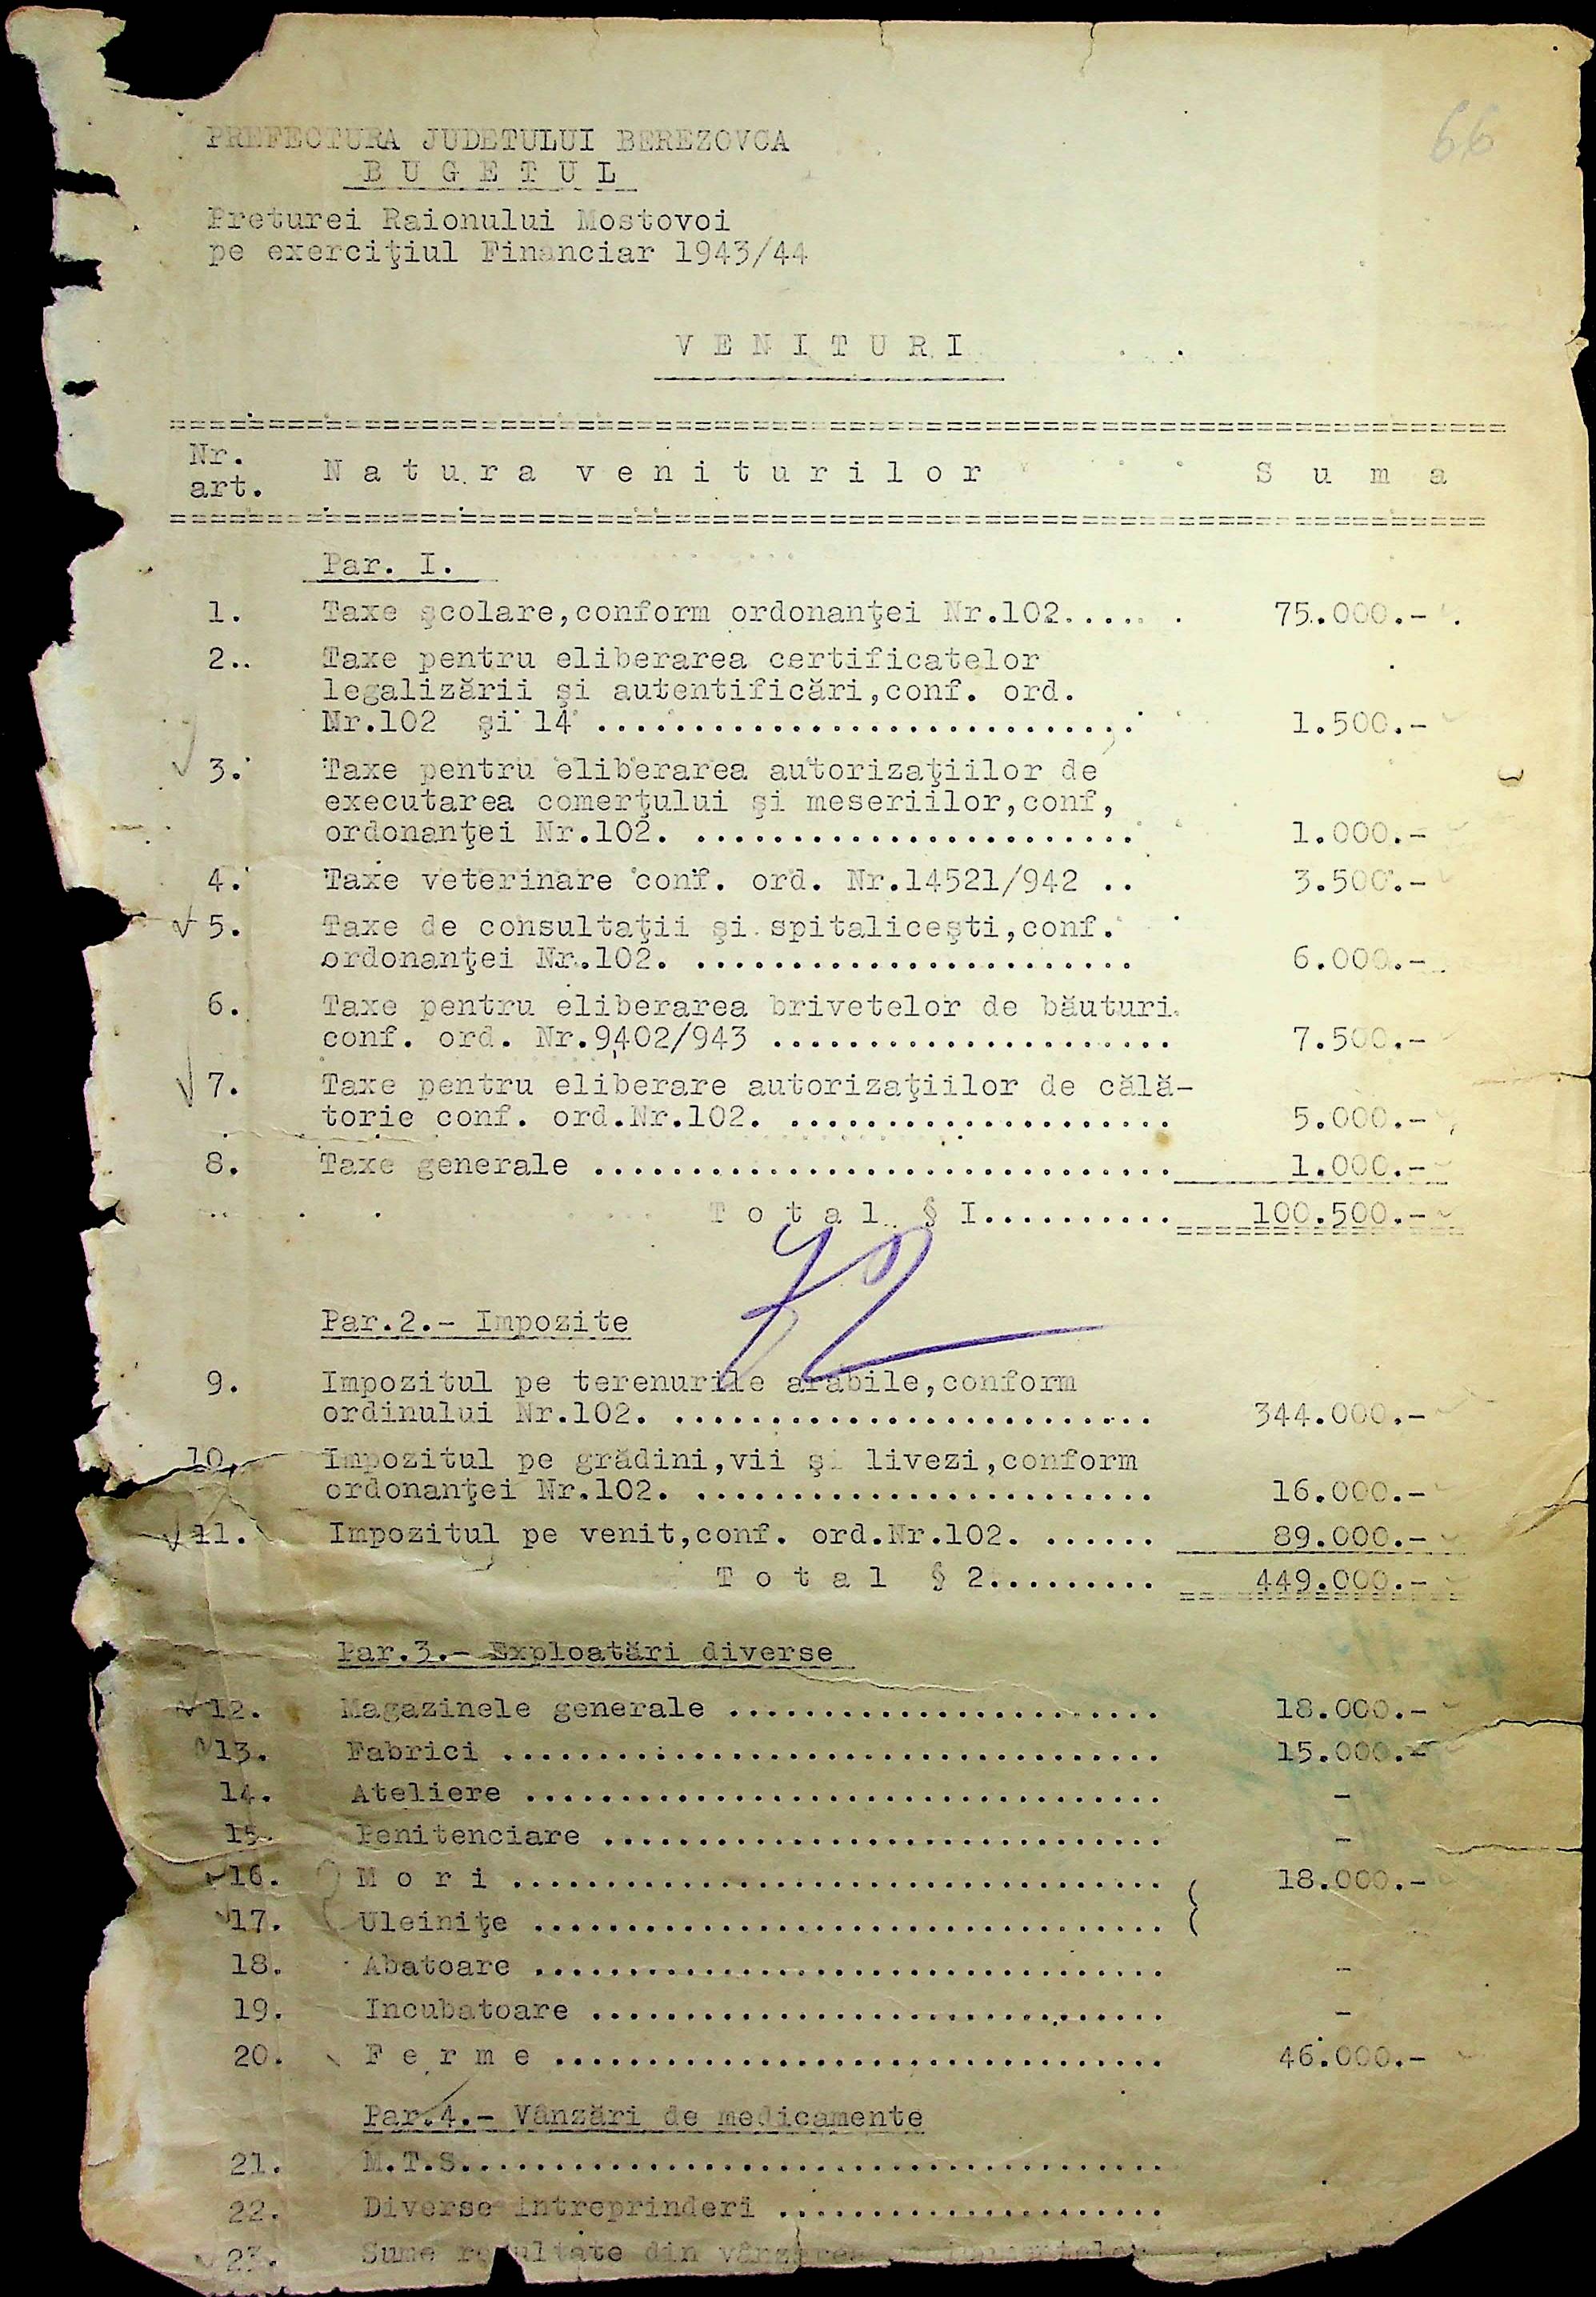 66
PREFECTURA JUDETULUI BEREZOVCA
B U G E T U L
Preturei Raionului Mostovoi
pe exerciţiul Financiar 1943/44
V E N I T U R I
Nr. art. N a t u r a  v e n i t u r i l o r S u m a
Par. I.
1. Taxe şcolare,conform ordonanţei Nr.102...... 75.000.-
2. Taxe pentru eliberarea certificatelor
legalizării şi autentificări,conf. ord.
Nr.102 şi 14 ............................ 1.500.-
3. Taxe pentru eliberarea autorizaţiilor de
executarea comerţului şi meseriilor,conf,
ordonanţei Nr.102. ....................... 1.000.-
4. Taxe veterinare conf. ord. Nr.14521/942 .. 3.500.-
5. Taxe de consultaţii şi spitaliceşti,conf.
ordonanţei Nr.102. ....................... 6.000.-
6. Taxe pentru eliberarea brivetelor de băuturi
conf. ord. Nr.9402/943 ..................... 7.500.-
7. Taxe pentru eliberare autorizaţiilor de călă-
torie conf. ord.Nr.102. .................... 5.000.-
8. Taxe generale .............................. 1.000.-
T o t a l § I.......... 100.500.-
72
Par.2.- Impozite
9. Impozitul pe terenurile arabile,conform
ordinului Nr.102. ......................... 344.000.-
10. Impozitul pe grădini,vii şi livezi,conform
ordonanţei Nr.102. ........................ 16.000.-
11. Impozitul pe venit,conf. ord.Nr.102. ...... 89.000.-
T o t a l § 2......... 449.000.-
Par.3.- Exploatări diverse
12. Magazinele generale ....................... 18.000.-
13. Fabrici ................................... 15.000.-
14. Ateliere .................................. -
15. Penitenciare .............................. -
16. M o r i ................................... 18.000.-
17. Uleiniţe ..................................
18. Abatoare .................................. -
19. Incubatoare ............................... -
20. F e r m e ................................. 46.000.-
Par.4.- Vânzări de medicamente
21. M.T.S......................................
22. Diverse intreprinderi .....................
23. Sume rezultate din vânzarea